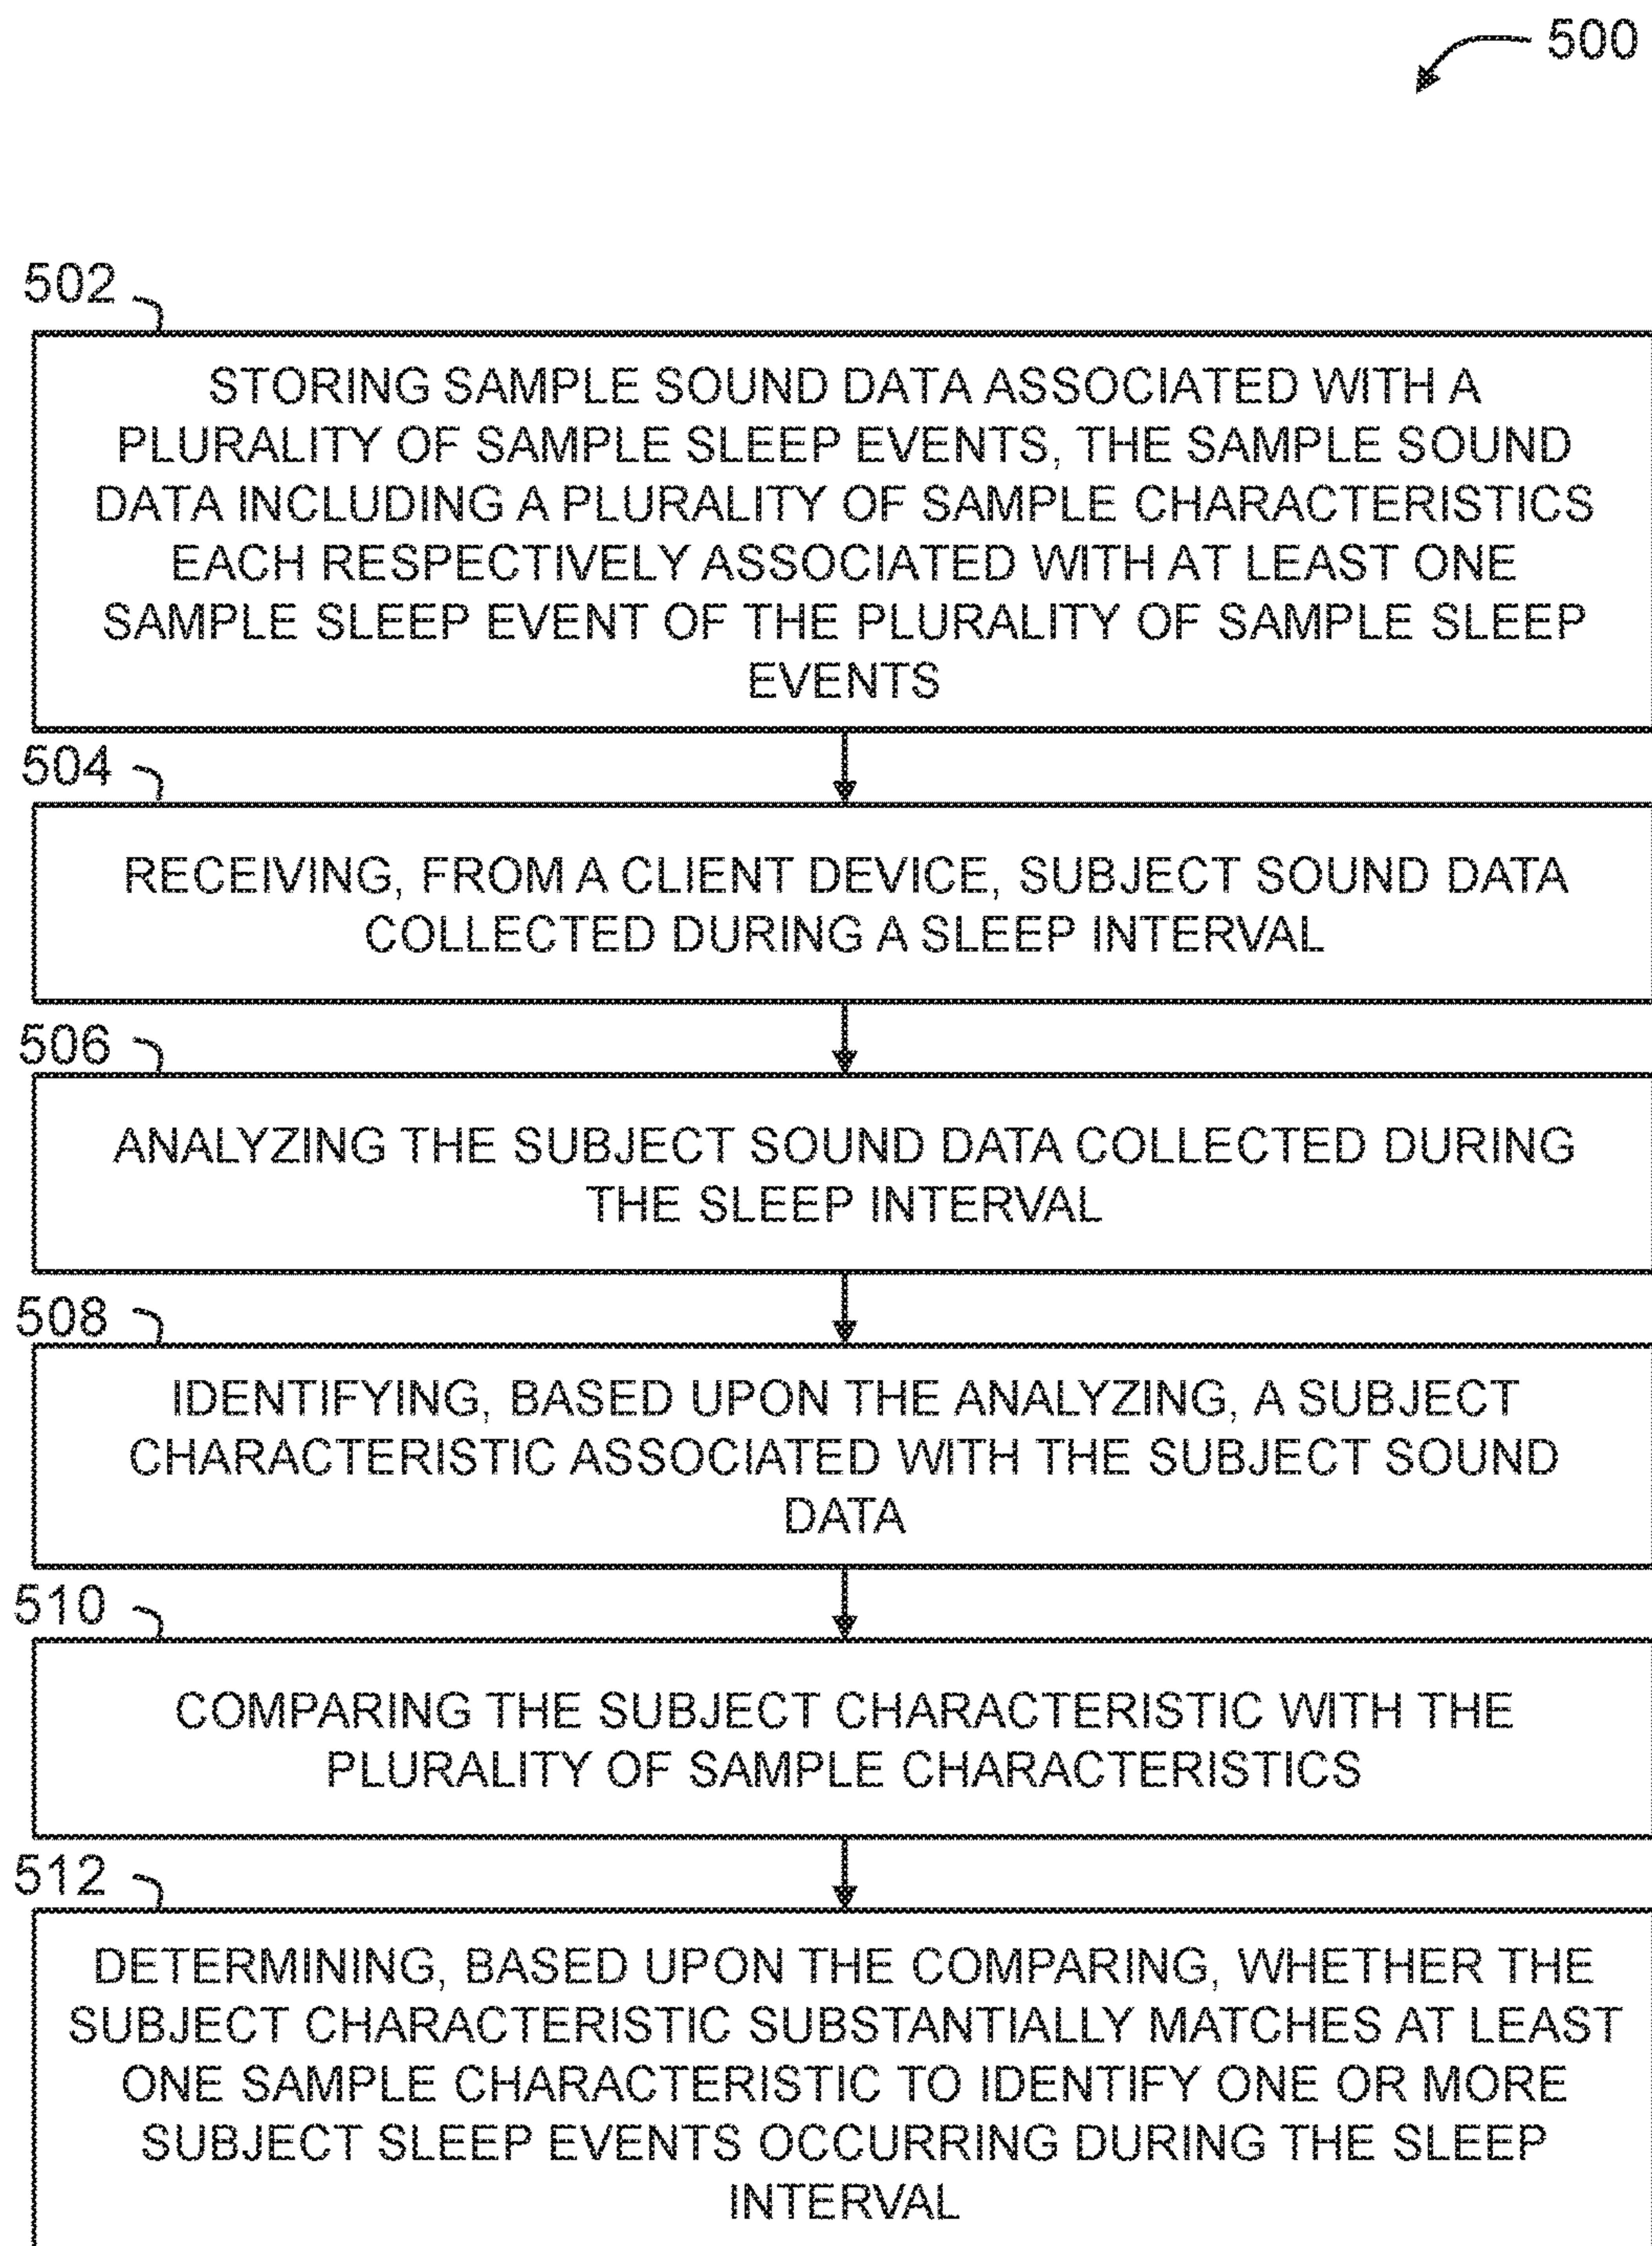 500
502
STORING SAMPLE SOUND DATA ASSOCIATED WITH A
PLURALITY OF SAMPLE SLEEP EVENTS, THE SAMPLE SOUND
DATA INCLUDING A PLURALITY OF SAMPLE CHARACTERISTICS
EACH RESPECTIVELY ASSOCIATED WITH AT LEAST ONE
SAMPLE SLEEP EVENT OF THE PLURALITY OF SAMPLE SLEEP
EVENTS
504
RECEIVING, FROM A CLIENT DEVICE, SUBJECT SOUND DATA
COLLECTED DURING A SLEEP INTERVAL
506
ANALYZING THE SUBJECT SOUND DATA COLLECTED DURING
THE SLEEP INTERVAL
508
IDENTIFYING, BASED UPON THE ANALYZING, A SUBJECT
CHARACTERISTIC ASSOCIATED WITH THE SUBJECT SOUND
DATA
510
COMPARING THE SUBJECT CHARACTERISTIC WITH THE
PLURALITY OF SAMPLE CHARACTERISTICS
512
DETERMINING, BASED UPON THE COMPARING, WHETHER THE
SUBJECT CHARACTERISTIC SUBSTANTIALLY MATCHES AT LEAST
ONE SAMPLE CHARACTERISTIC TO IDENTIFY ONE OR MORE
SUBJECT SLEEP EVENTS OCCURRING DURING THE SLEEP
INTERVAL